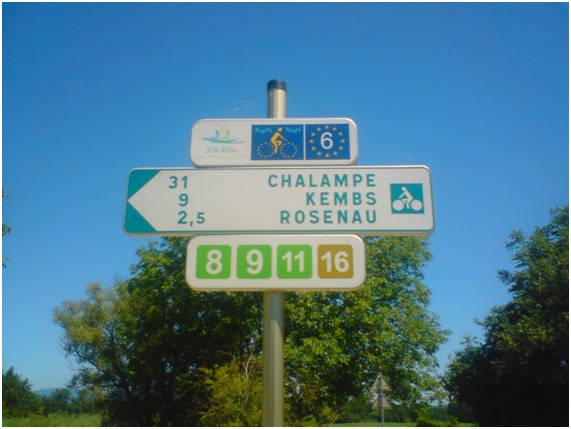 6
31 CHALAMPE
9 KEMBS
2,5 ROSENAU
8 9 11 16